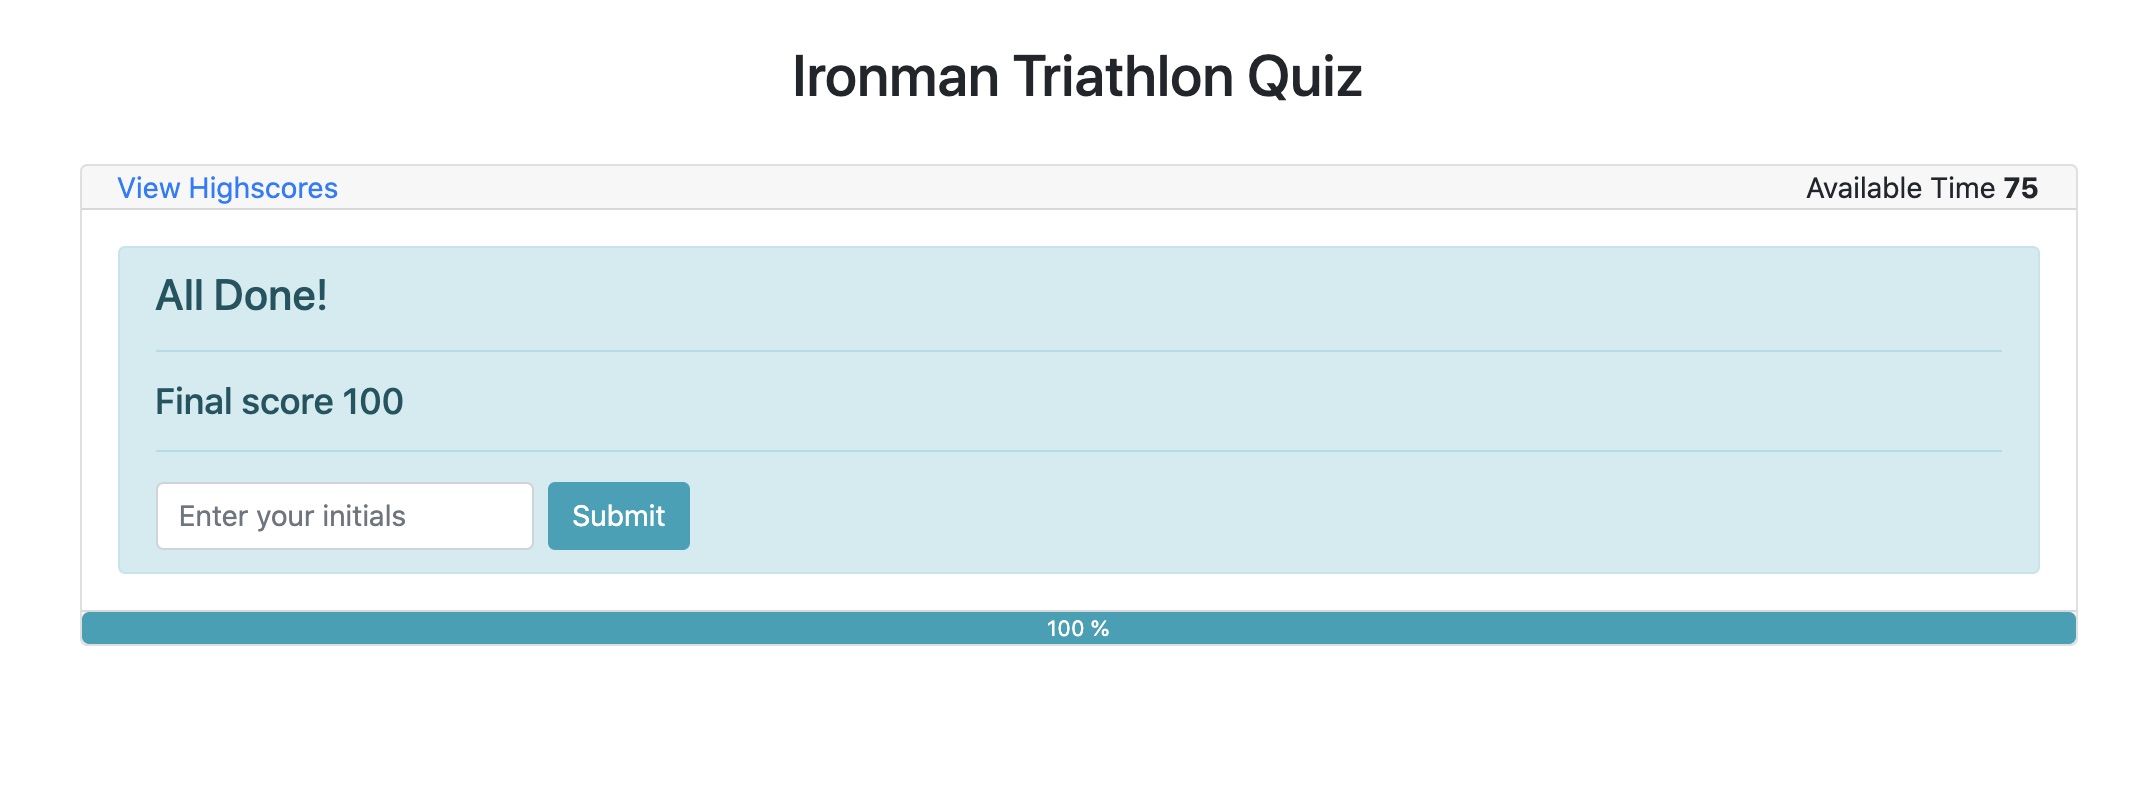 Ironman Triathlon Quiz
View Highscores Available Time 75
All Done!
Final score 100
Enter your initials Submit
100 %